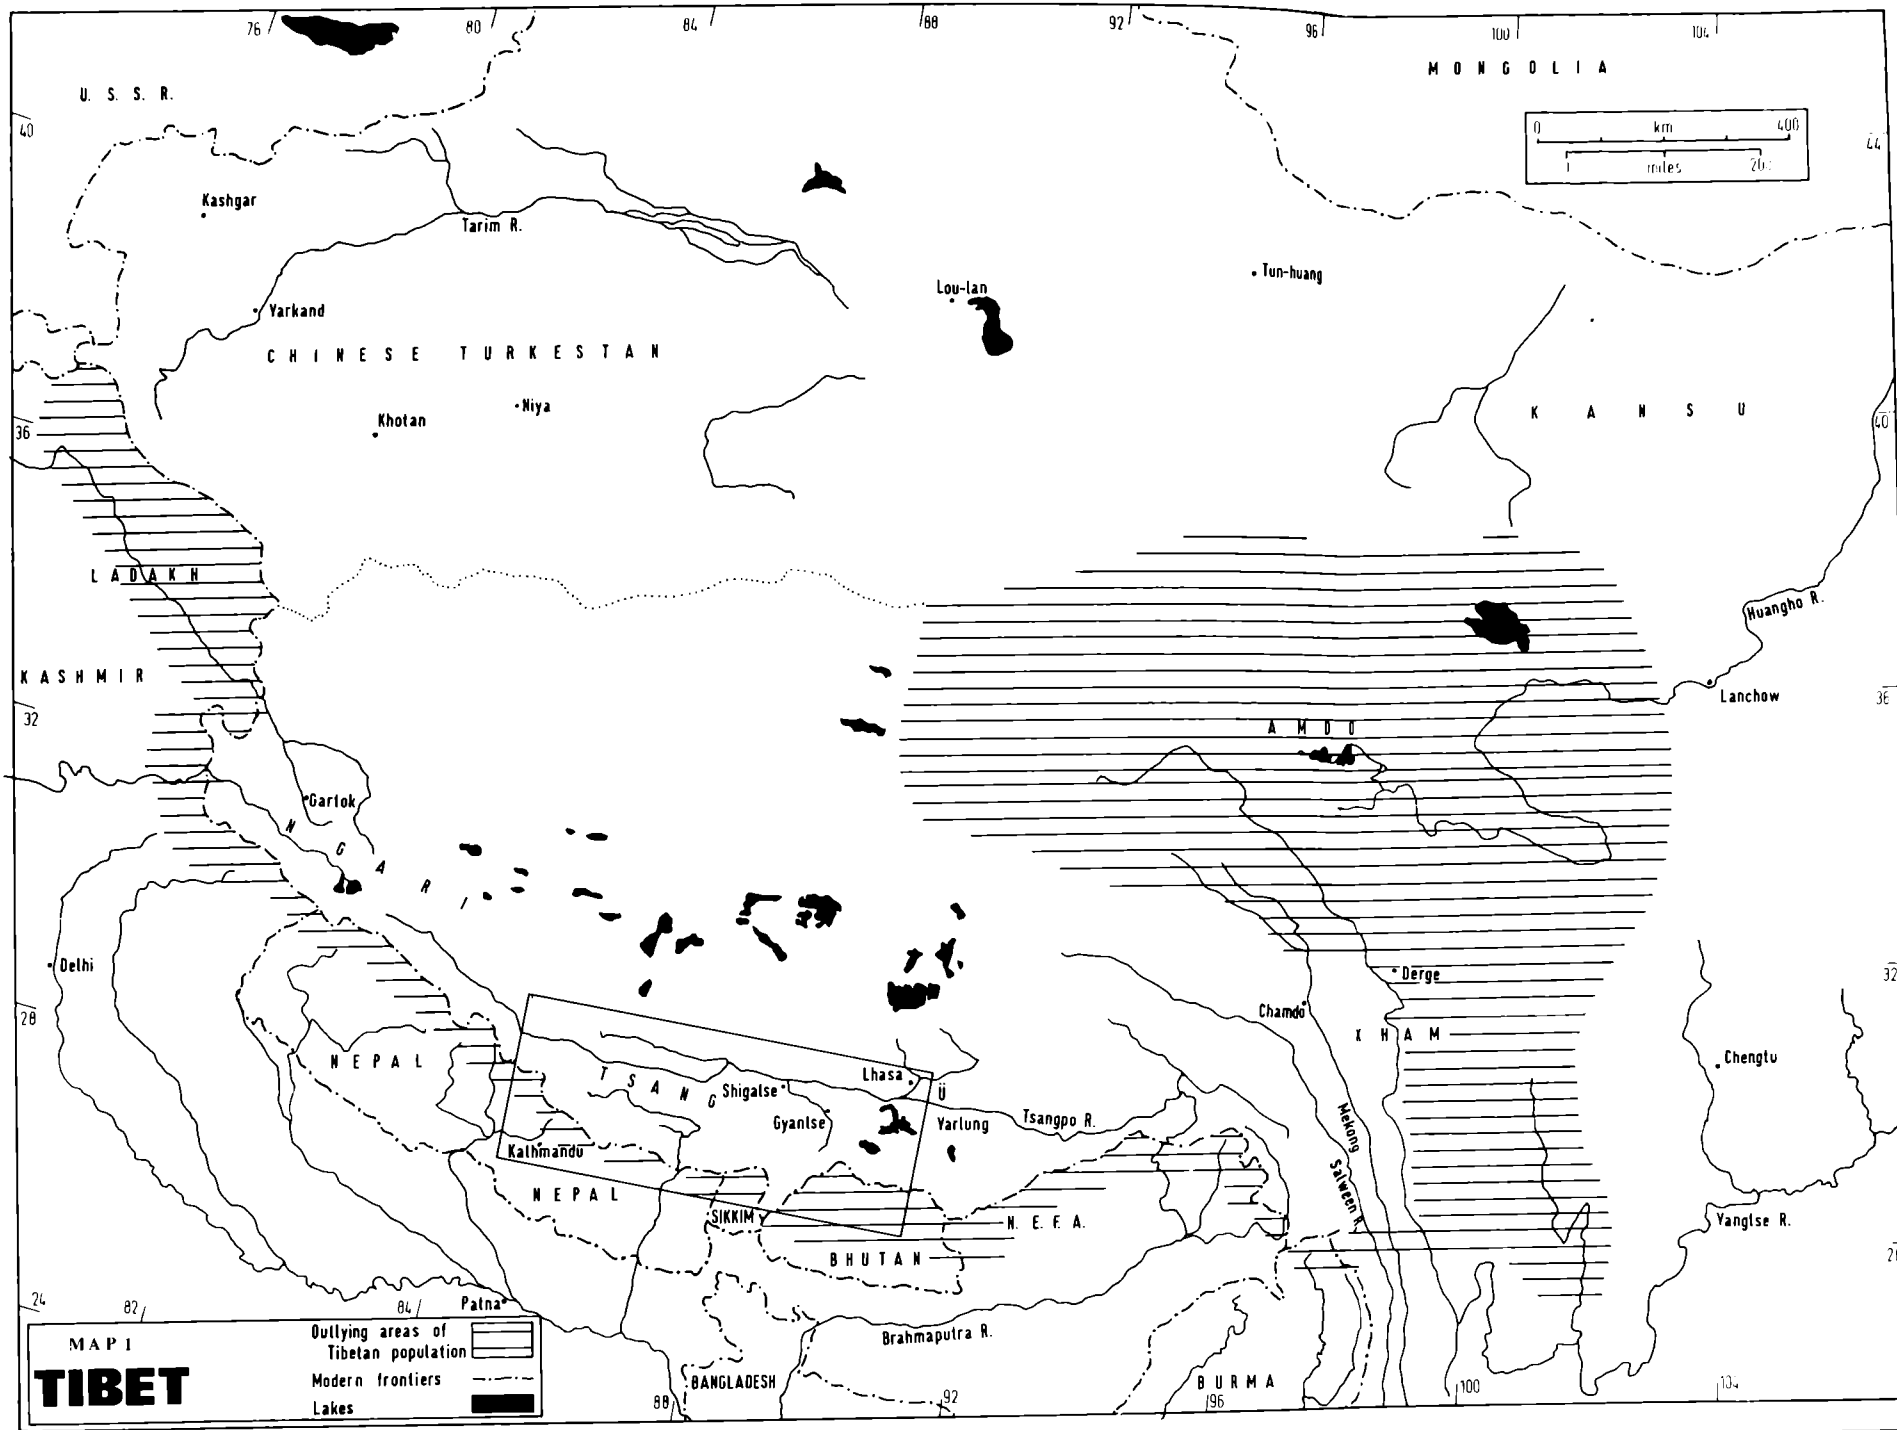 76
80
84
88
92
96
100
104
U. S. S. R.
MONGOLIA
40
0 km 400
miles
44
Kashgar
Tarim R.
Tun-huang
Lou-lan
Yarkand
CHINESE TURKESTAN
Niya
KANSU
Khotan
40
36
LADAKH
Huangho R.
KASHMIR
Lanchow
36
32
AMDO
Gartok
NGARI
Delhi
Derge
32
Chamdo
28
XHAM
NEPAL
Chengtu
Lhasa
TSANG
Shigatse
Ü
Gyantse
Yarlung
Tsangpo R.
Mekong
Kathmandu
Salween R.
NEPAL
SIKKIM
N. E. F. A.
Yangtse R.
BHUTAN
24
82
84
Patna
Brahmaputra R.
BANGLADESH
BURMA
88
92
96
100
104
MAP 1
TIBET
Outlying areas of
Tibetan population
Modern frontiers
Lakes